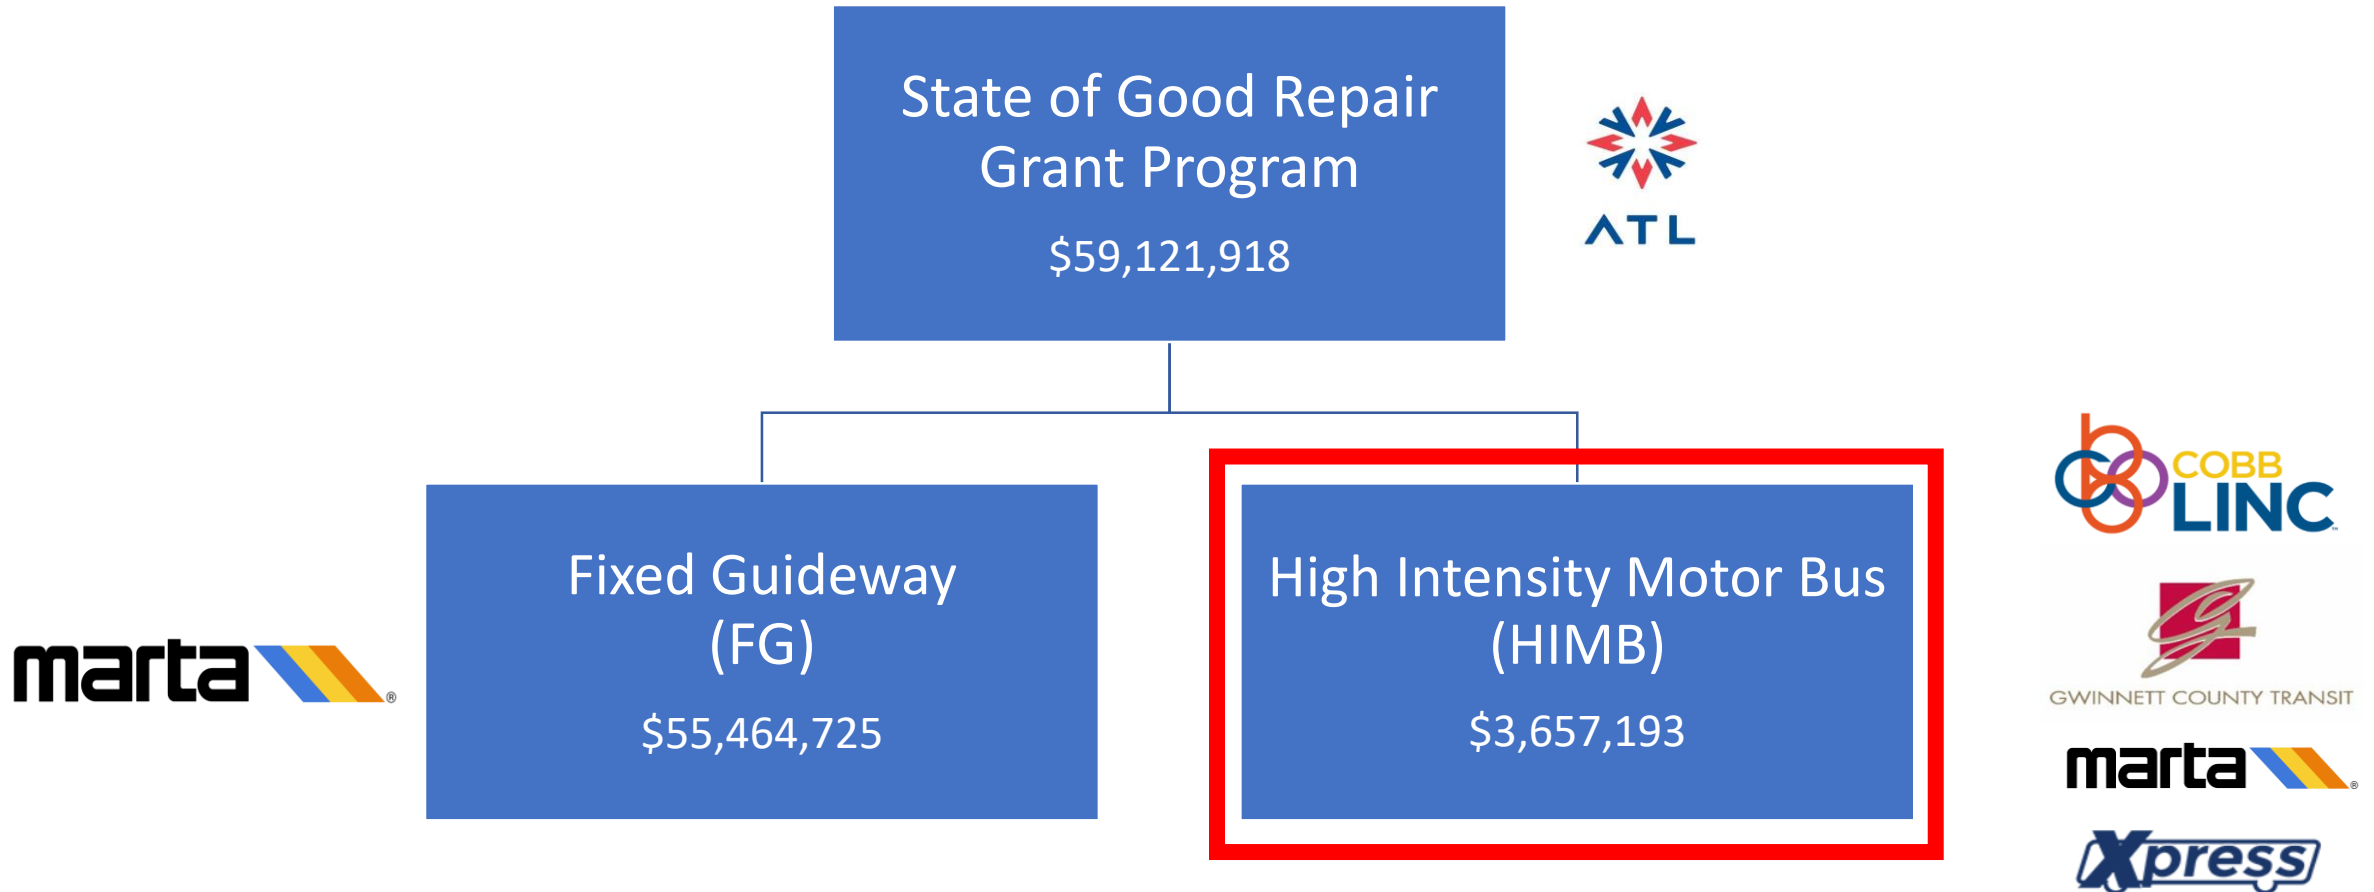 State of Good Repair
Grant Program
$59,121,918
ATL
Fixed Guideway
(FG)
$55,464,725
marta ®
High Intensity Motor Bus
(HIMB)
$3,657,193
COBB
LINC
GWINNETT COUNTY TRANSIT
marta ®
Xpress